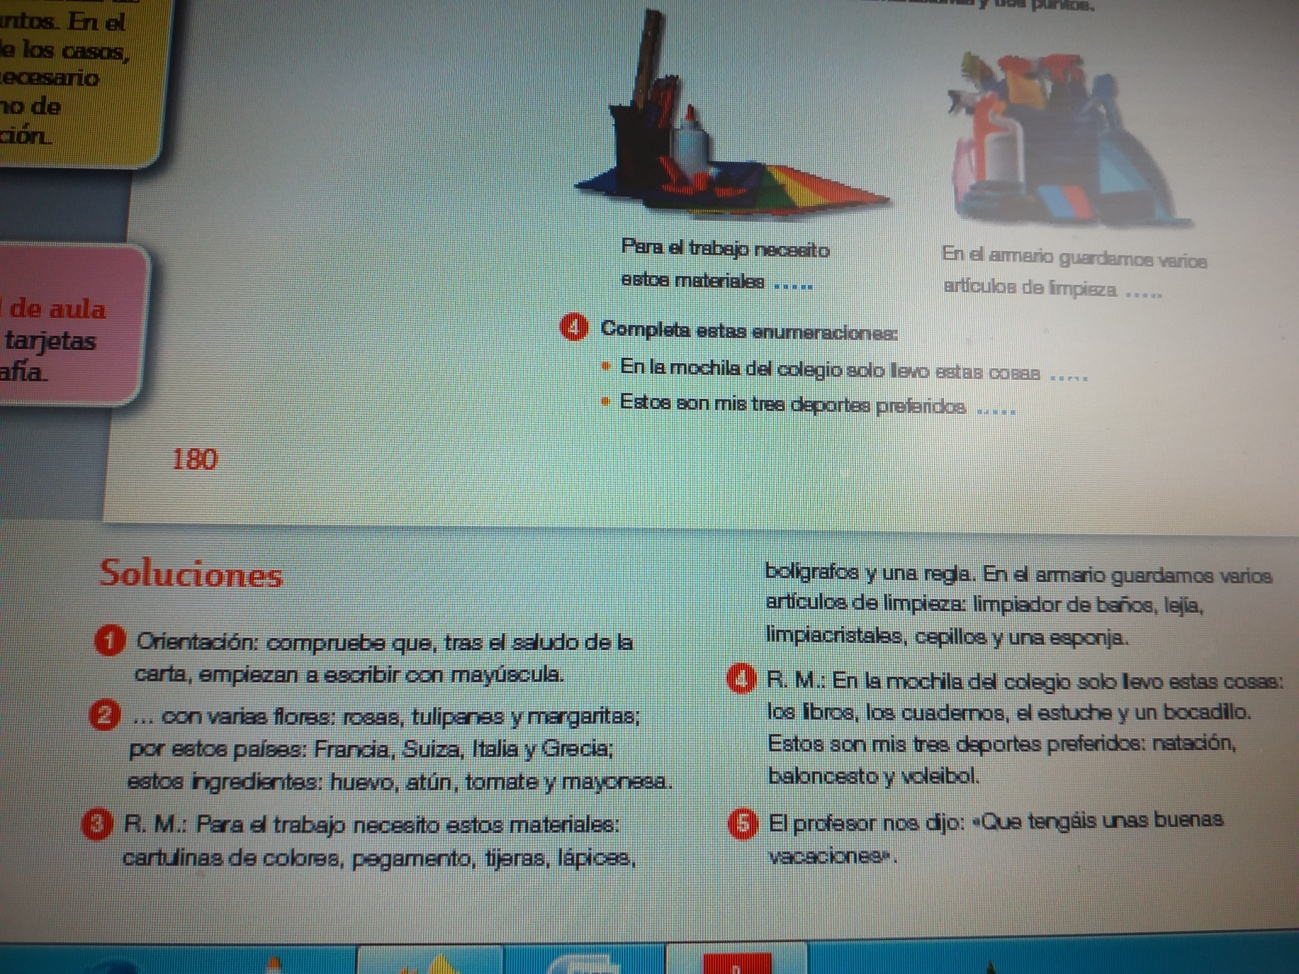 ntos. En el
e los casos,
ecesario
no de
ción.
de aula
tarjetas
afía.
y dos puntos.
Para el trabajo necesito
estos materiales .....
En el armario guardamos varios
artículos de limpieza .....
4 Completa estas enumeraciones:
• En la mochila del colegio solo llevo estas cosas .....
• Estos son mis tres deportes preferidos .....
180
Soluciones
1 Orientación: compruebe que, tras el saludo de la
carta, empiezan a escribir con mayúscula.
2 ... con varias flores: rosas, tulipanes y margaritas;
por estos países: Francia, Suiza, Italia y Grecia;
estos ingredientes: huevo, atún, tomate y mayonesa.
3 R. M.: Para el trabajo necesito estos materiales:
cartulinas de colores, pegamento, tijeras, lápices,
bolígrafos y una regla. En el armario guardamos varios
artículos de limpieza: limpiador de baños, lejía,
limpiacristales, cepillos y una esponja.
4 R. M.: En la mochila del colegio solo llevo estas cosas:
los libros, los cuadernos, el estuche y un bocadillo.
Estos son mis tres deportes preferidos: natación,
baloncesto y voleibol.
5 El profesor nos dijo: «Que tengáis unas buenas
vacaciones».